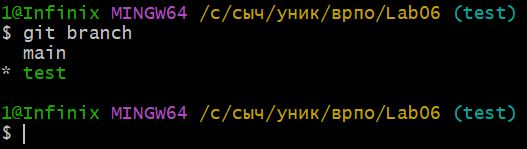 1@Infinix MINGW64 /c/сыч/уник/врпо/Lab06 (test)
$ git branch
  main
* test

1@Infinix MINGW64 /c/сыч/уник/врпо/Lab06 (test)
$